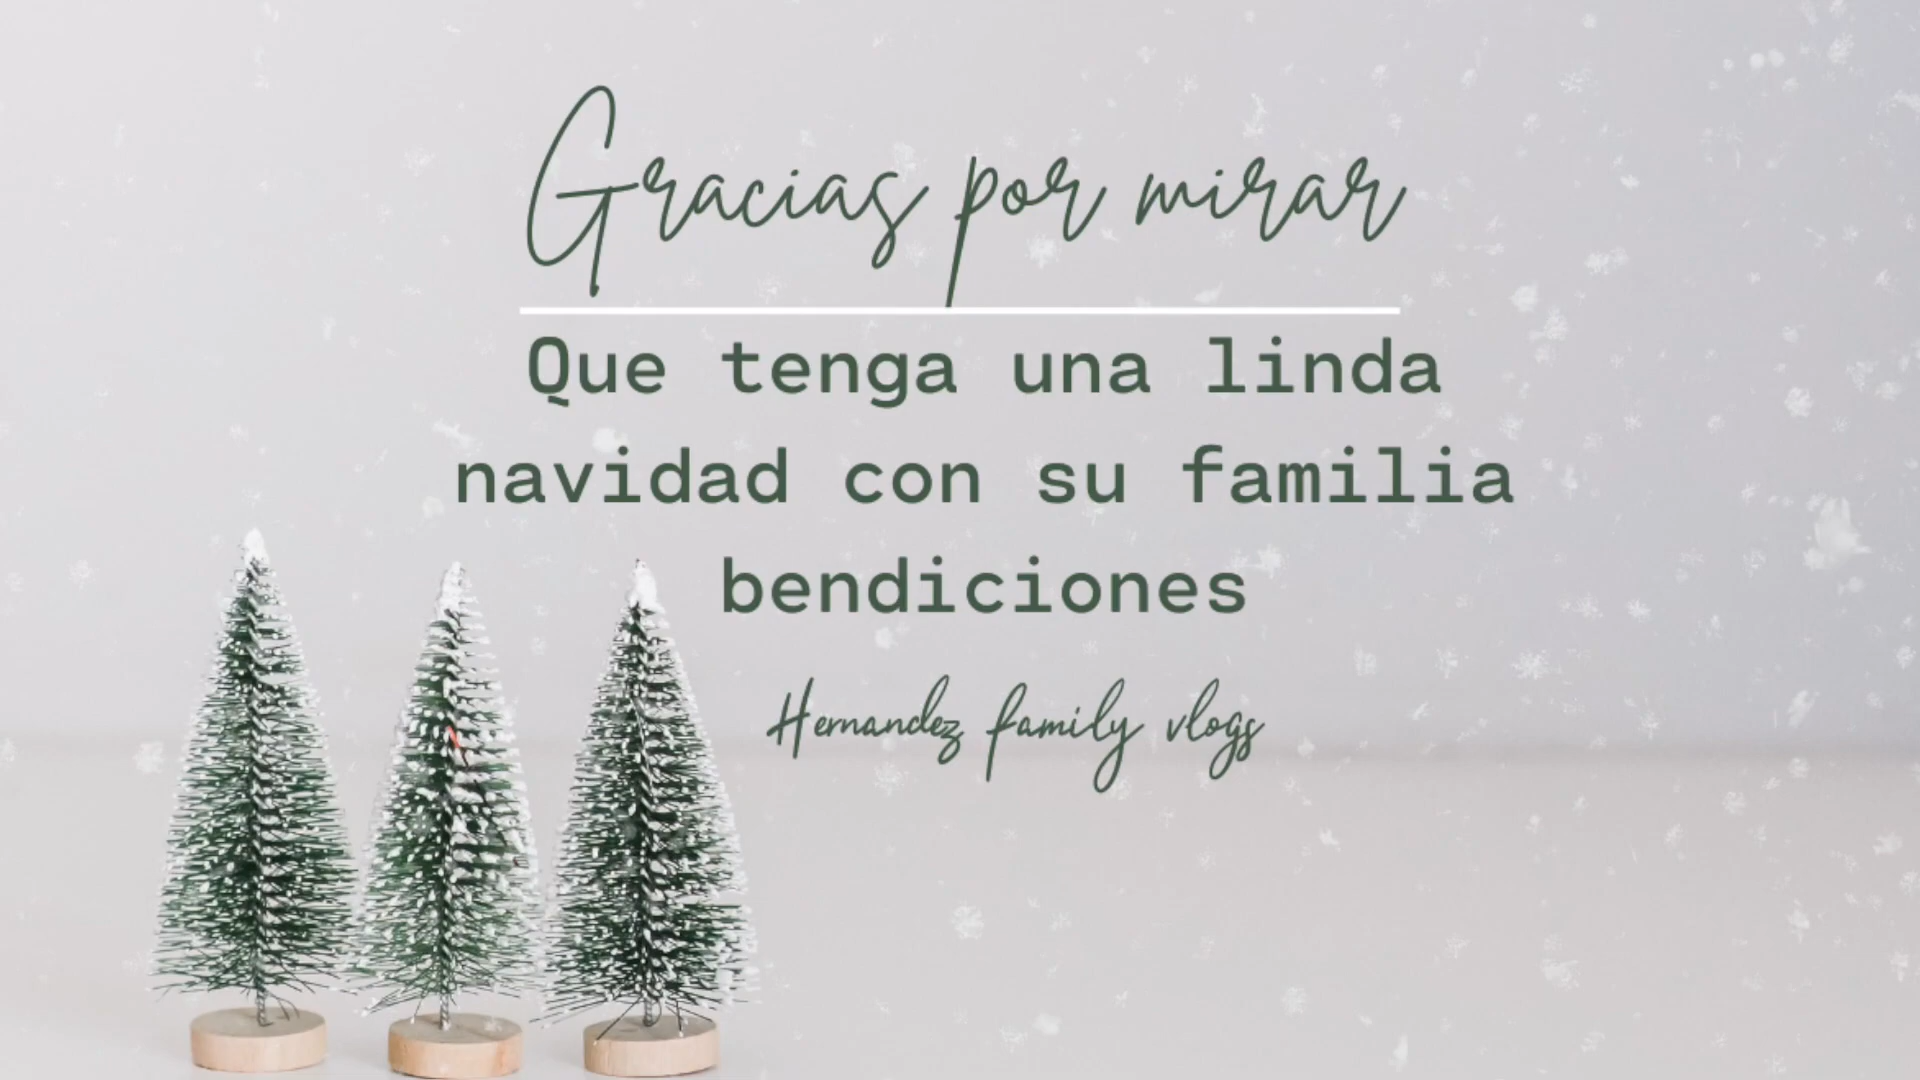 Gracias por mirar
Que tenga una linda
navidad con su familia
bendiciones
Hernandez family vlogs